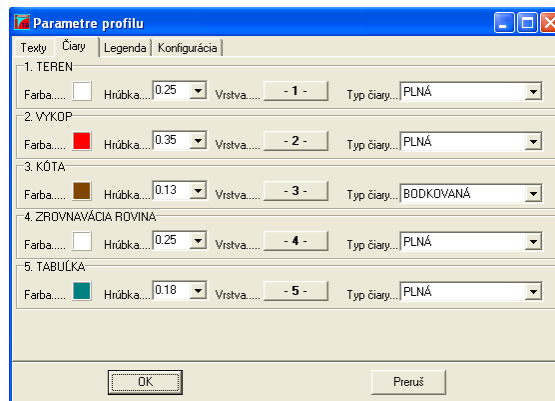 Parametre profilu
Texty Čiary Legenda Konfigurácia
1. TEREN
Farba..... Hrúbka.... 0.25 Vrstva..... - 1 - Typ čiary... PLNÁ
2. VYKOP
Farba..... Hrúbka.... 0.35 Vrstva..... - 2 - Typ čiary... PLNÁ
3. KÓTA
Farba..... Hrúbka.... 0.13 Vrstva..... - 3 - Typ čiary... BODKOVANÁ
4. ZROVNAVÁCIA ROVINA
Farba..... Hrúbka.... 0.25 Vrstva..... - 4 - Typ čiary... PLNÁ
5. TABUĽKA
Farba..... Hrúbka.... 0.18 Vrstva..... - 5 - Typ čiary... PLNÁ
OK Preruš